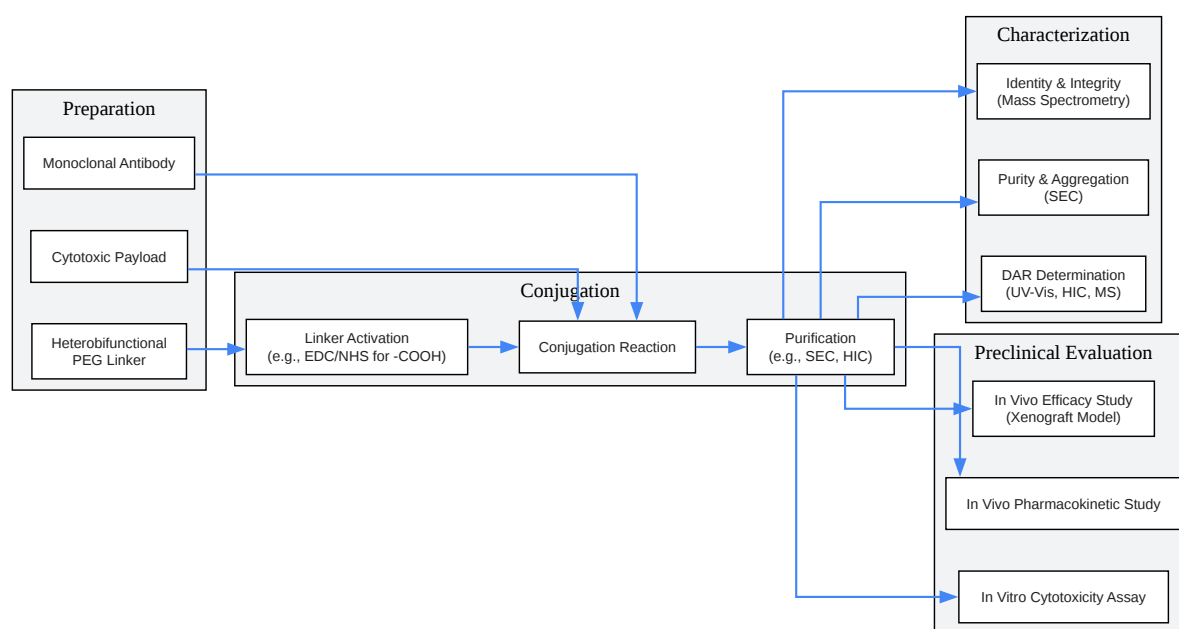 Preparation
Monoclonal Antibody
Cytotoxic Payload
Heterobifunctional
PEG Linker
Conjugation
Linker Activation
(e.g., EDC/NHS for -COOH)
Conjugation Reaction
Purification
(e.g., SEC, HIC)
Characterization
Identity & Integrity
(Mass Spectrometry)
Purity & Aggregation
(SEC)
DAR Determination
(UV-Vis, HIC, MS)
Preclinical Evaluation
In Vivo Efficacy Study
(Xenograft Model)
In Vivo Pharmacokinetic Study
In Vitro Cytotoxicity Assay